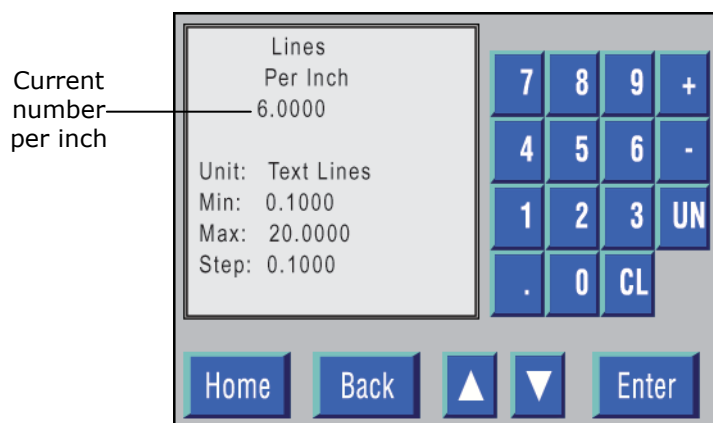 Current
number
per inch
Lines
Per Inch
6.0000
Unit: Text Lines
Min: 0.1000
Max: 20.0000
Step: 0.1000
7 8 9 +
4 5 6 -
1 2 3 UN
. 0 CL
Home Back Enter